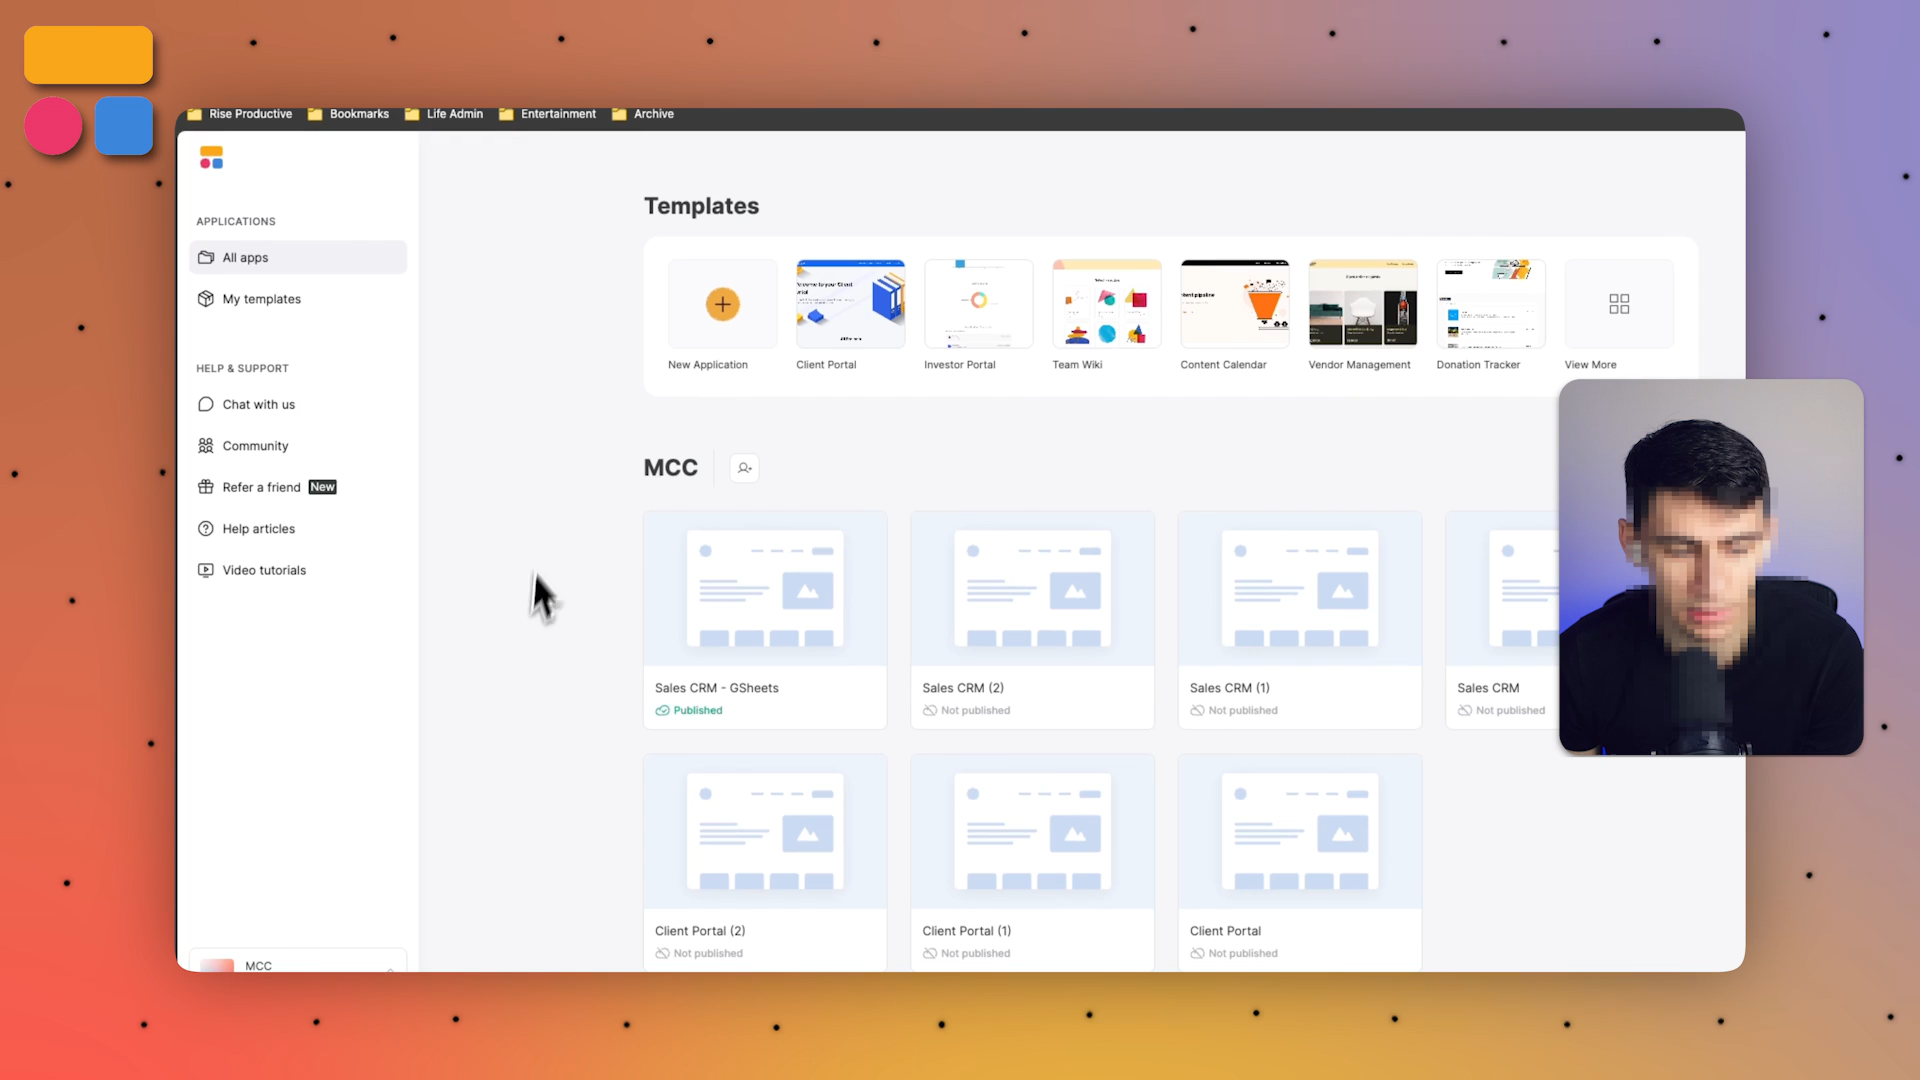 Rise Productive Bookmarks Life Admin Entertainment Archive
APPLICATIONS
All apps
My templates
HELP & SUPPORT
Chat with us
Community
Refer a friend New
Help articles
Video tutorials
MCC
Templates
New Application Client Portal Investor Portal Team Wiki Content Calendar Vendor Management Donation Tracker View More
MCC
Sales CRM - GSheets Sales CRM (2) Sales CRM (1) Sales CRM
Published Not published Not published Not published
Client Portal (2) Client Portal (1) Client Portal
Not published Not published Not published